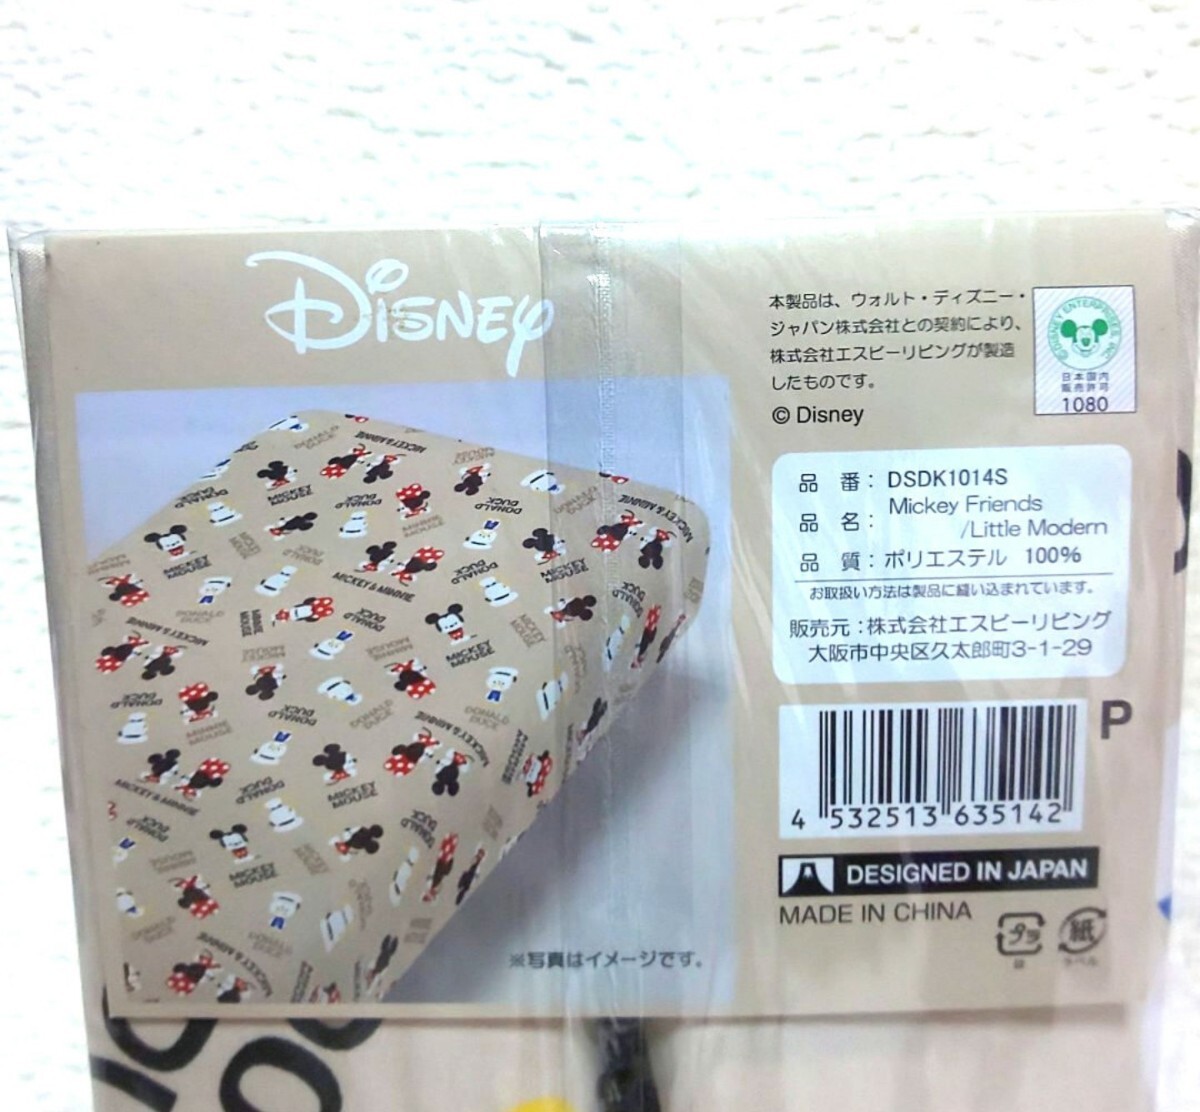 Disney
※写真はイメージです。
本製品は、ウォルト・ディズニー・
ジャパン株式会社との契約により、
株式会社エスピーリビングが製造
したものです。
© Disney
©DISNEY ENTERPRISES, INC.
日本国内
販売許可
1080
品 番：DSDK1014S
品 名：Mickey Friends
/Little Modern
品 質：ポリエステル 100%
お取扱い方法は製品に縫い込まれています。
販売元：株式会社エスピーリビング
大阪市中央区久太郎町3-1-29
P
4 532513 635142
DESIGNED IN JAPAN
MADE IN CHINA
プラ
袋
紙
ラベル
MICKEY & MINNIE
MICKEY MOUSE
DONALD DUCK
MINNIE MOUSE